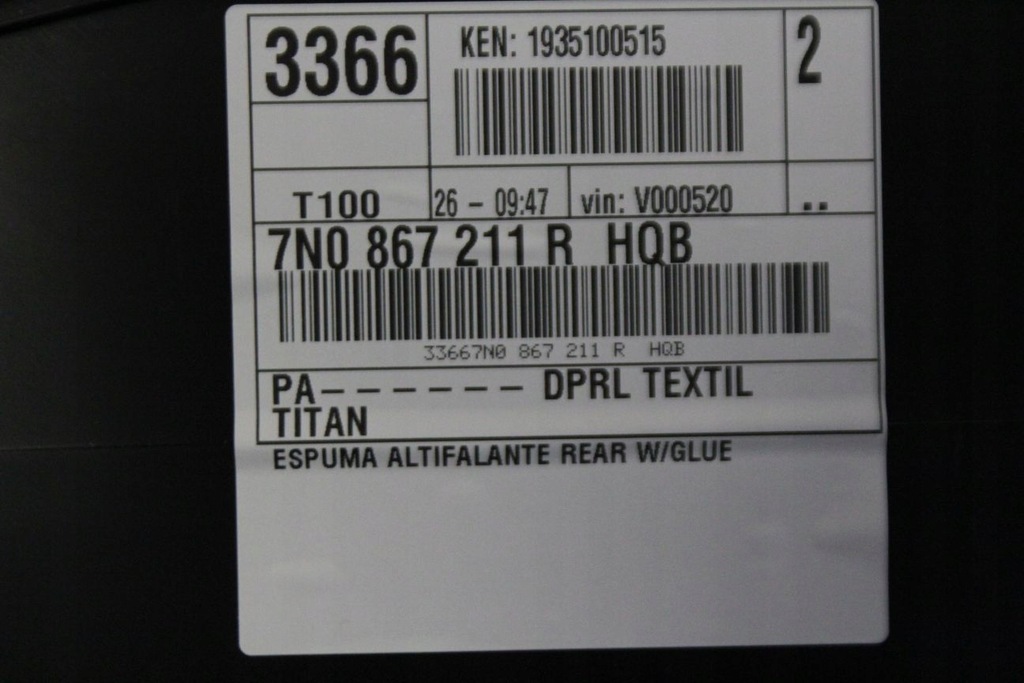 3366 KEN: 1935100515 2
T100 26 - 09:47 vin: V000520 ..
7N0 867 211 R HQB
33667N0 867 211 R HQB
PA- - - - - - DPRL TEXTIL
TITAN
ESPUMA ALTIFALANTE REAR W/GLUE